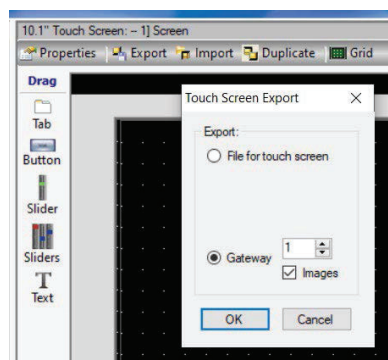 10.1" Touch Screen: -- 1] Screen
Properties Export Import Duplicate Grid
Drag
Tab
Button
Slider
Sliders
T
Text
Touch Screen Export
Export:
File for touch screen
Gateway 1
Images
OK Cancel